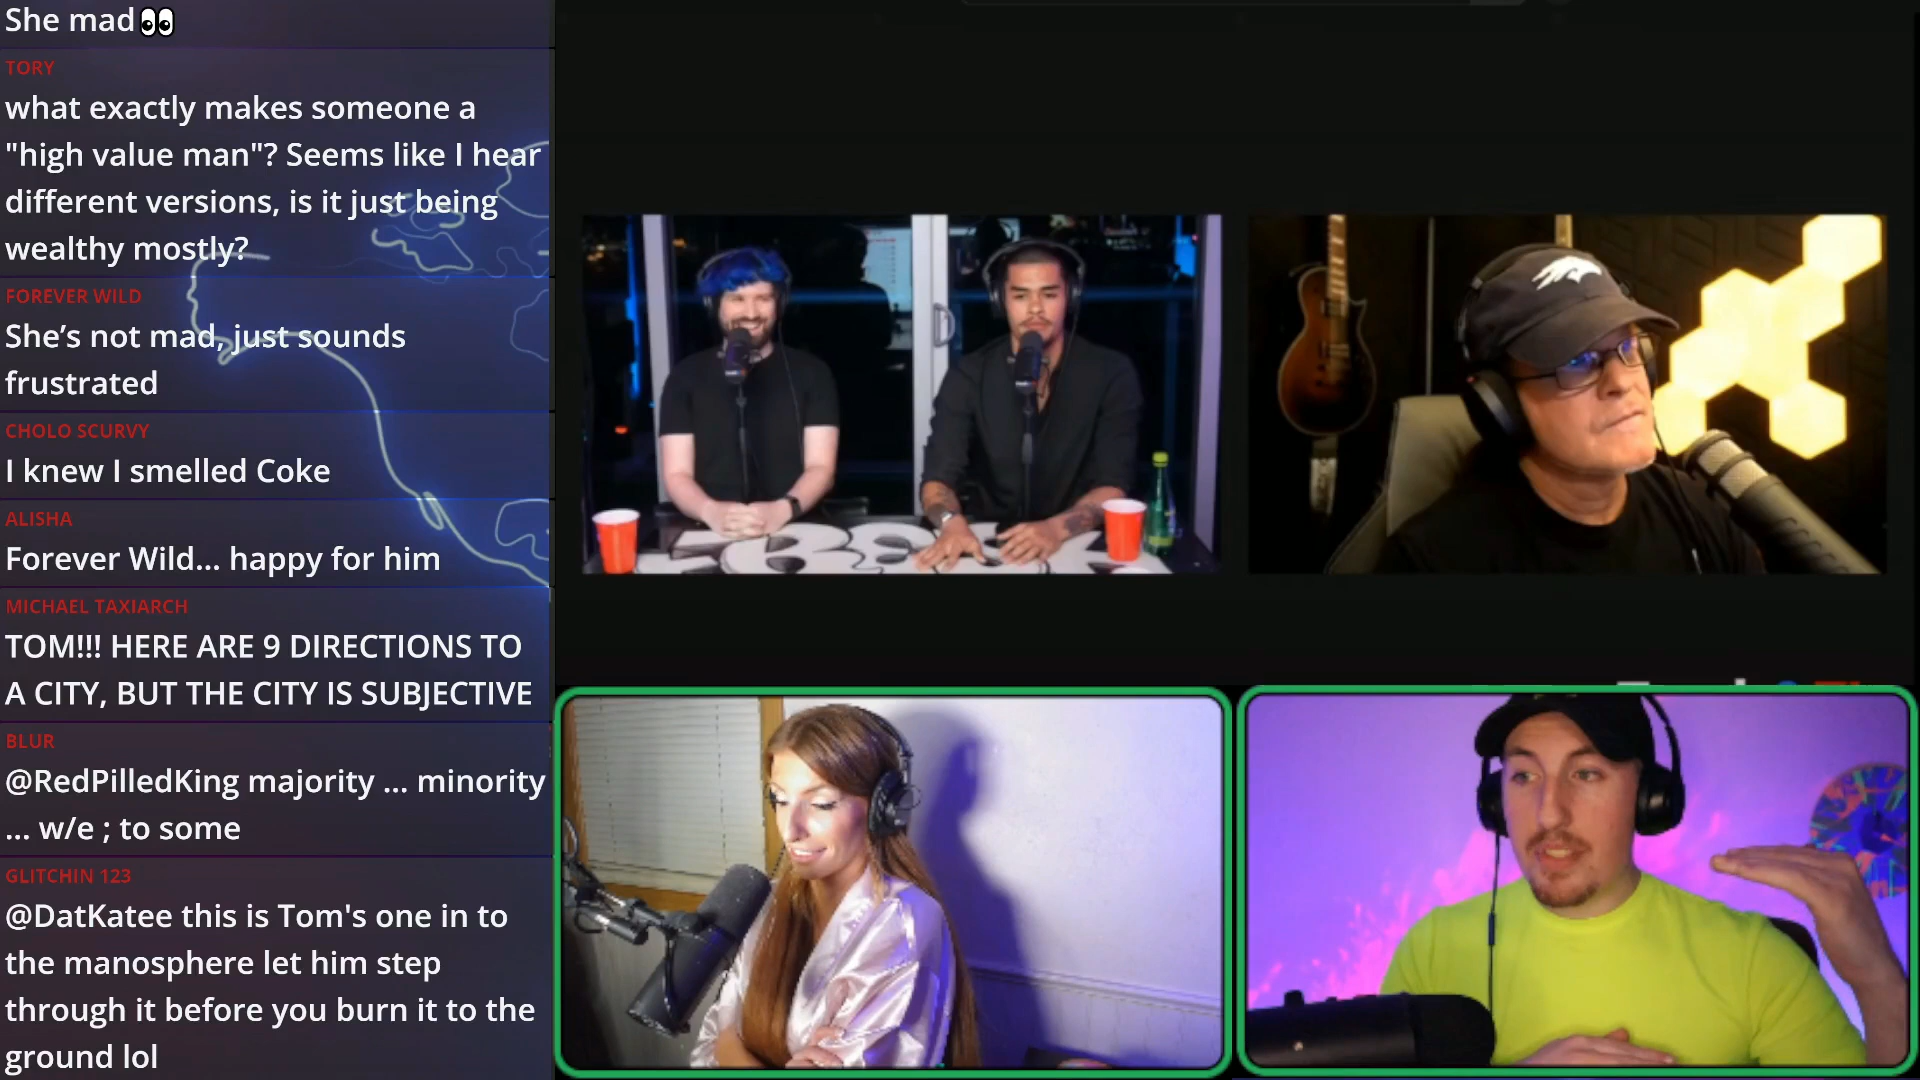 She mad👀
TORY
what exactly makes someone a
"high value man"? Seems like I hear
different versions, is it just being
wealthy mostly?
FOREVER WILD
She’s not mad, just sounds
frustrated
CHOLO SCURVY
I knew I smelled Coke
ALISHA
Forever Wild... happy for him
MICHAEL TAXIARCH
TOM!!! HERE ARE 9 DIRECTIONS TO
A CITY, BUT THE CITY IS SUBJECTIVE
BLUR
@RedPilledKing majority ... minority
... w/e ; to some
GLITCHIN 123
@DatKatee this is Tom's one in to
the manosphere let him step
through it before you burn it to the
ground lol